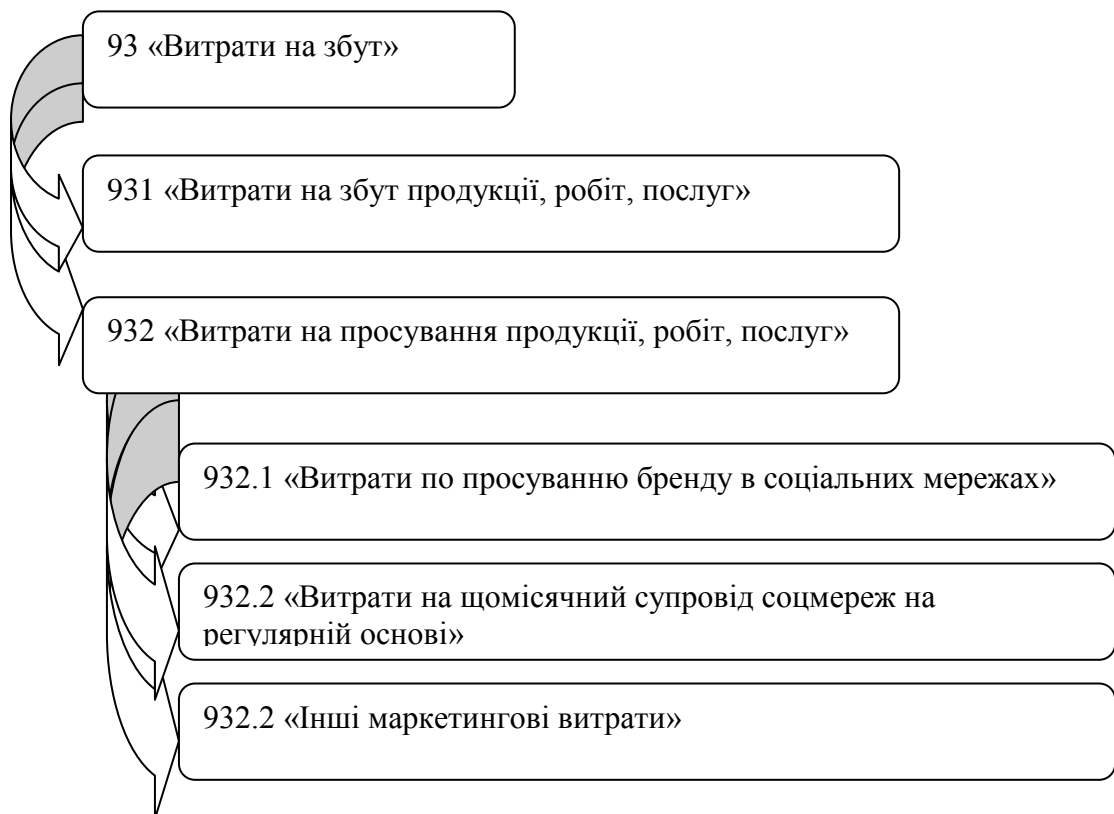 93 «Витрати на збут»
931 «Витрати на збут продукції, робіт, послуг»
932 «Витрати на просування продукції, робіт, послуг»
932.1 «Витрати по просуванню бренду в соціальних мережах»
932.2 «Витрати на щомісячний супровід соцмереж на
регулярній основі»
932.2 «Інші маркетингові витрати»